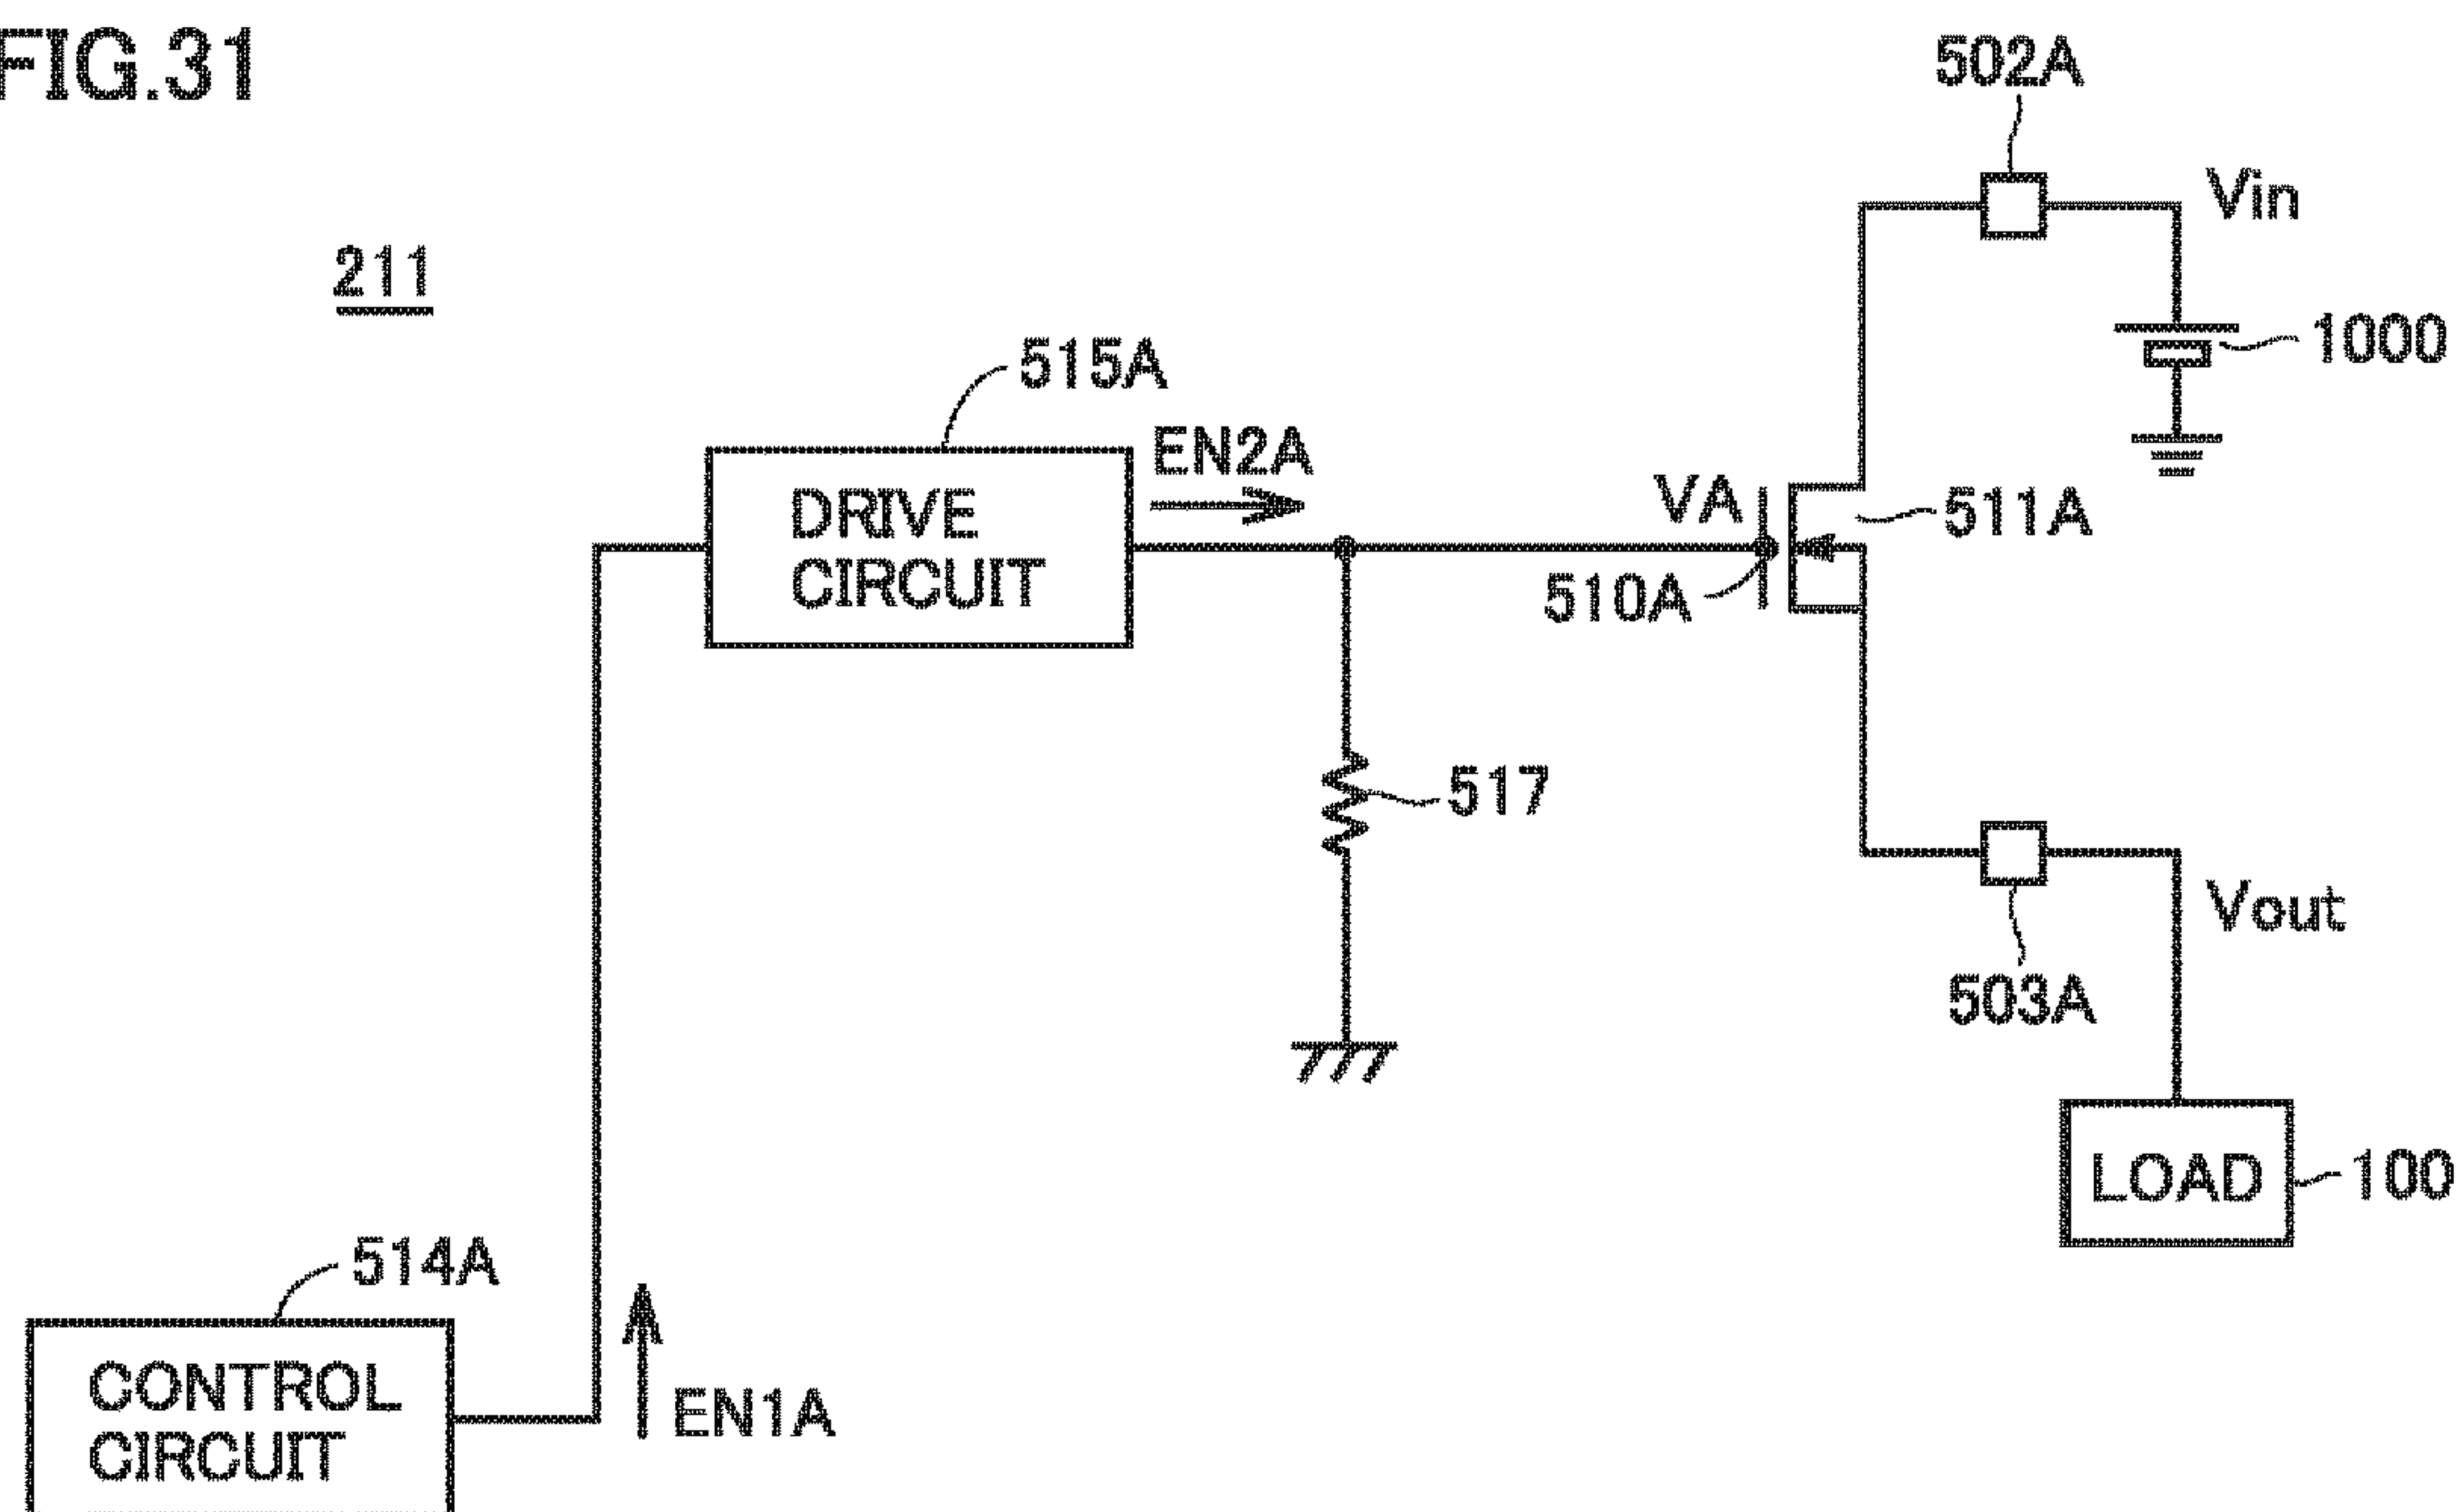 FIG.31
502A
Vin
211
1000
515A
EN2A
DRIVE
CIRCUIT
VA
511A
510A
517
Vout
503A
LOAD
100
514A
CONTROL
CIRCUIT
EN1A